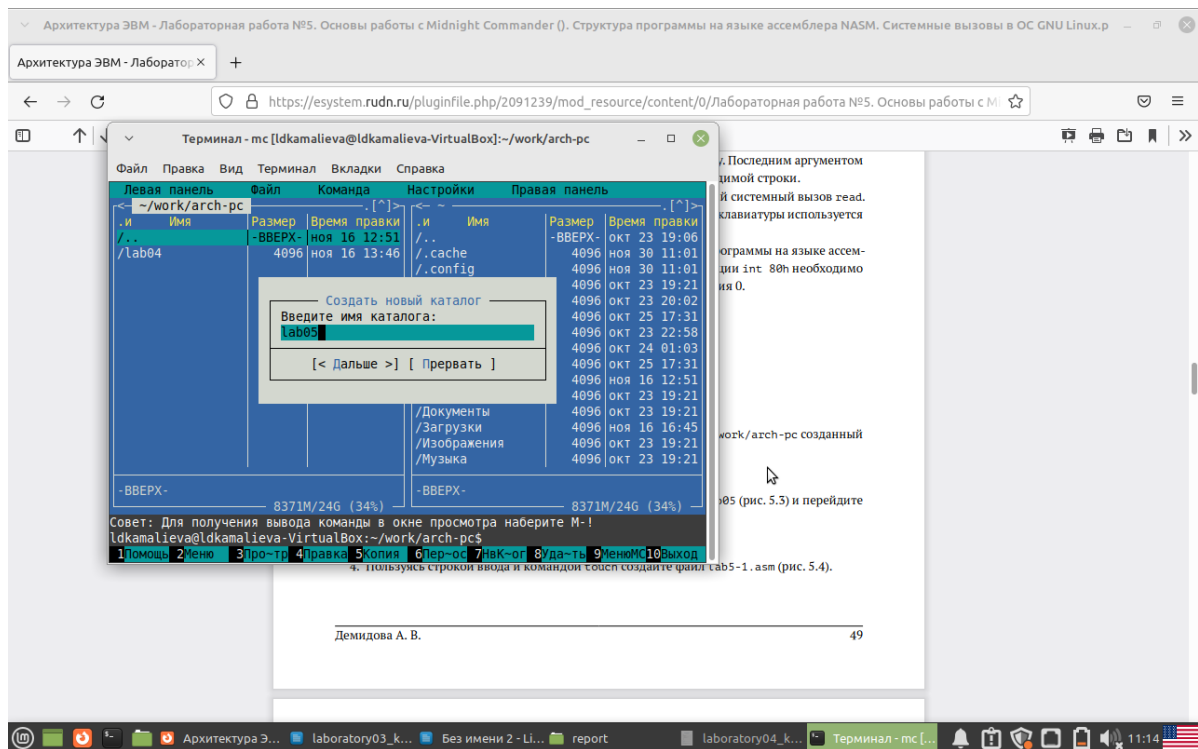 Архитектура ЭВМ - Лабораторная работа №5. Основы работы с Midnight Commander (). Структура программы на языке ассемблера NASM. Системные вызовы в ОС GNU Linux.p
Архитектура ЭВМ - Лаборатор
https://esystem.rudn.ru/pluginfile.php/2091239/mod_resource/content/0/Лабораторная работа №5. Основы работы с M
Терминал - mc [ldkamalieva@ldkamalieva-VirtualBox]:~/work/arch-pc
Файл Правка Вид Терминал Вкладки Справка
Левая панель Файл Команда Настройки Правая панель
<— ~/work/arch-pc .[^]> <— ~ .[^]>
.и Имя Размер Время правки .и Имя Размер Время правки
/.. -ВВЕРХ- ноя 16 12:51 /.. -ВВЕРХ- окт 23 19:06
/lab04 4096 ноя 16 13:46 /.cache 4096 ноя 30 11:01
/.config 4096 ноя 30 11:01
4096 окт 23 19:21
Создать новый каталог 4096 окт 23 20:02
Введите имя каталога: 4096 окт 25 17:31
lab05 4096 окт 23 22:58
4096 окт 24 01:03
[< Дальше >] [ Прервать ] 4096 окт 25 17:31
4096 ноя 16 12:51
4096 окт 23 19:21
/Документы 4096 окт 23 19:21
/Загрузки 4096 ноя 16 16:45
/Изображения 4096 окт 23 19:21
/Музыка 4096 окт 23 19:21
-ВВЕРХ- -ВВЕРХ-
8371M/24G (34%) 8371M/24G (34%)
Совет: Для получения вывода команды в окне просмотра наберите M-!
ldkamalieva@ldkamalieva-VirtualBox:~/work/arch-pc$
1Помощь 2Меню 3Про~тр 4Правка 5Копия 6Пер~ос 7НвК~ог 8Уда~ть 9МенюMC 10Выход
. Последним аргументом
димой строки.
й системный вызов read.
клавиатуры используется
ограммы на языке ассем-
ции int 80h необходимо
ия 0.
work/arch-pc созданный
05 (рис. 5.3) и перейдите
4. Пользуясь строкой ввода и командой touch создайте файл lab5-1.asm (рис. 5.4).
Демидова А. В. 49
Архитектура Э... laboratory03_k... Без имени 2 - Li... report laboratory04_k... Терминал - mc [... 11:14